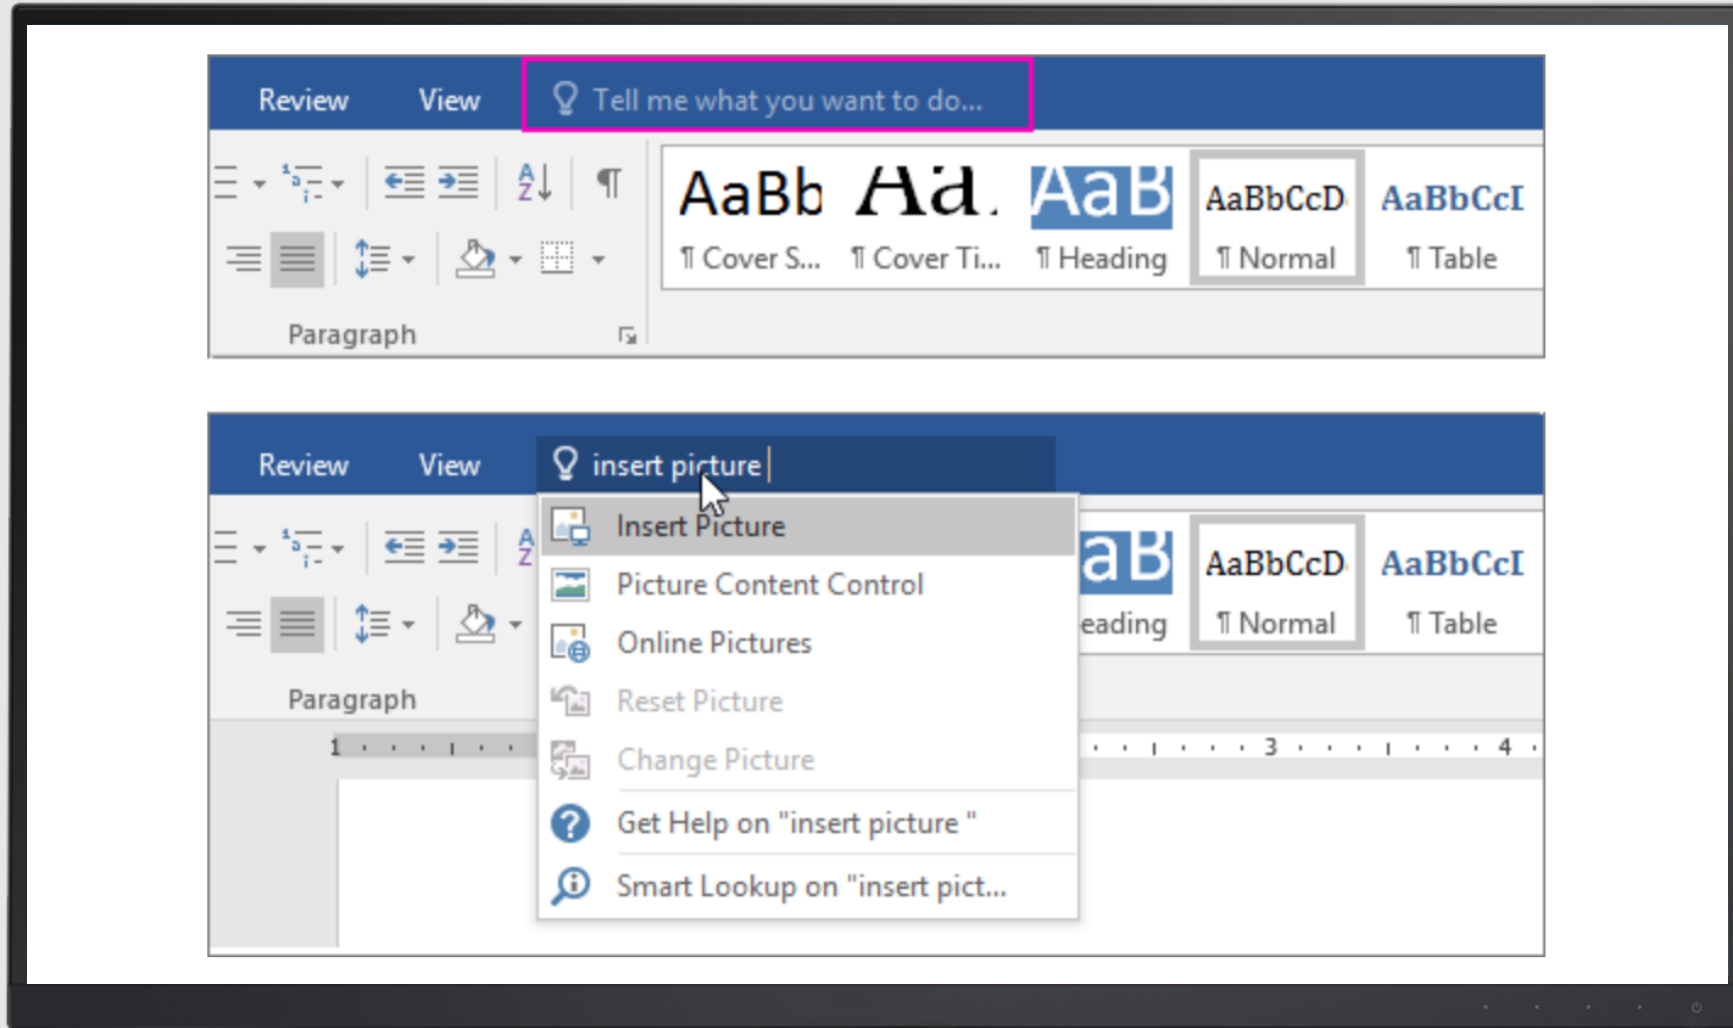 Review View Tell me what you want to do...
AaBb Aa. AaB AaBbCcD AaBbCcI
¶ Cover S... ¶ Cover Ti... ¶ Heading ¶ Normal ¶ Table
Paragraph
Review View insert picture
Insert Picture
aB AaBbCcD AaBbCcI
Picture Content Control
eading ¶ Normal ¶ Table
Online Pictures
Paragraph
Reset Picture
1 3 4
Change Picture
Get Help on "insert picture "
Smart Lookup on "insert pict...